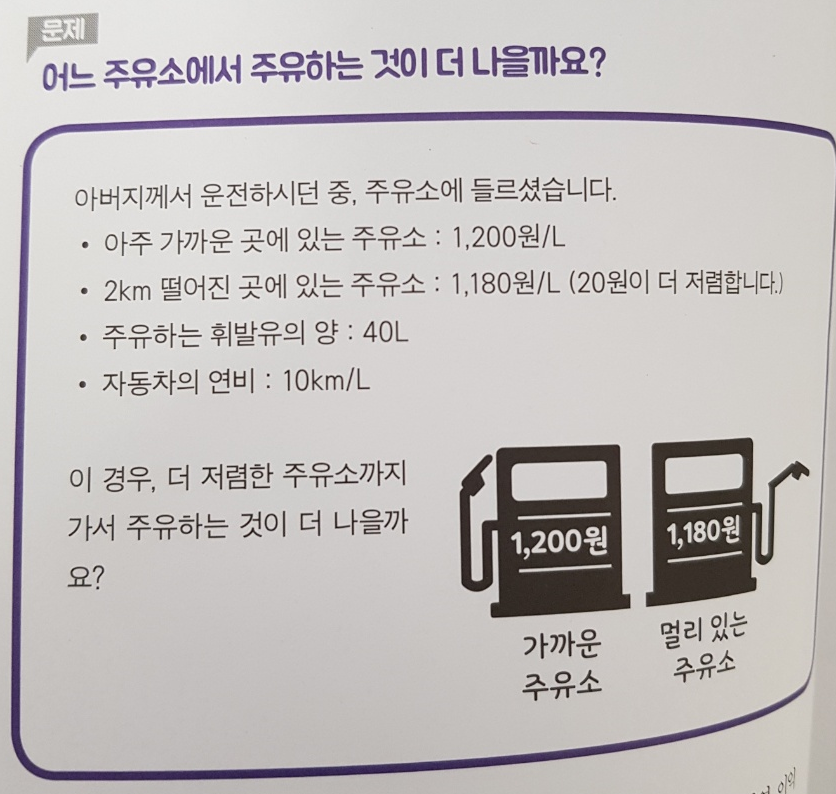 문제
어느 주유소에서 주유하는 것이 더 나을까요?
아버지께서 운전하시던 중, 주유소에 들르셨습니다.
• 아주 가까운 곳에 있는 주유소 : 1,200원/L
• 2km 떨어진 곳에 있는 주유소 : 1,180원/L (20원이 더 저렴합니다.)
• 주유하는 휘발유의 양 : 40L
• 자동차의 연비 : 10km/L
이 경우, 더 저렴한 주유소까지
가서 주유하는 것이 더 나을까
요?
1,200원
1,180원
가까운
주유소
멀리 있는
주유소